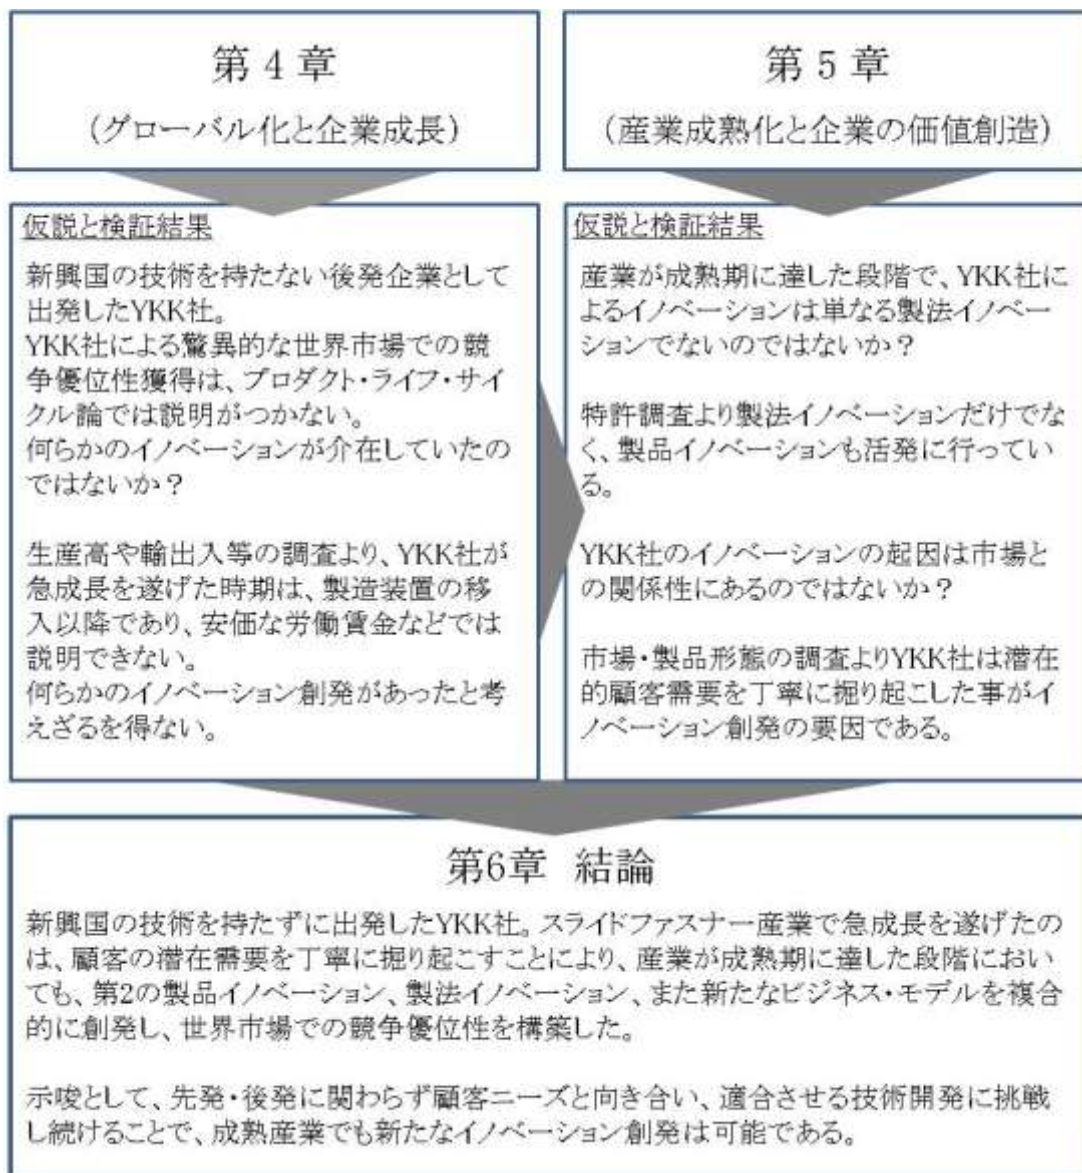 第4章
（グローバル化と企業成長）
仮説と検証結果
新興国の技術を持たない後発企業として
出発したYKK社。
YKK社による驚異的な世界市場での競
争優位性獲得は、プロダクト・ライフ・サイ
クル論では説明がつかない。
何らかのイノベーションが介在していたの
ではないか？
生産高や輸出入等の調査より、YKK社が
急成長を遂げた時期は、製造装置の移
入以降であり、安価な労働賃金などでは
説明できない。
何らかのイノベーション創発があったと考
えざるを得ない。
第5章
（産業成熟化と企業の価値創造）
仮説と検証結果
産業が成熟期に達した段階で、YKK社に
よるイノベーションは単なる製法イノベー
ションでないのではないか？
特許調査より製法イノベーションだけでな
く、製品イノベーションも活発に行ってい
る。
YKK社のイノベーションの起因は市場と
の関係性にあるのではないか？
市場・製品形態の調査よりYKK社は潜在
的顧客需要を丁寧に掘り起こした事がイ
ノベーション創発の要因である。
第6章 結論
新興国の技術を持たずに出発したYKK社。スライドファスナー産業で急成長を遂げたの
は、顧客の潜在需要を丁寧に掘り起こすことにより、産業が成熟期に達した段階におい
ても、第2の製品イノベーション、製法イノベーション、また新たなビジネス・モデルを複合
的に創発し、世界市場での競争優位性を構築した。
示唆として、先発・後発に関わらず顧客ニーズと向き合い、適合させる技術開発に挑戦
し続けることで、成熟産業でも新たなイノベーション創発は可能である。